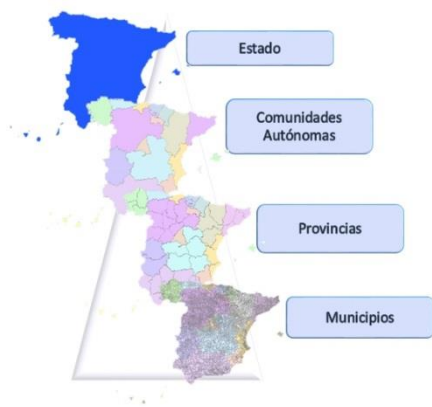 Estado
Comunidades
Autónomas
Provincias
Municipios